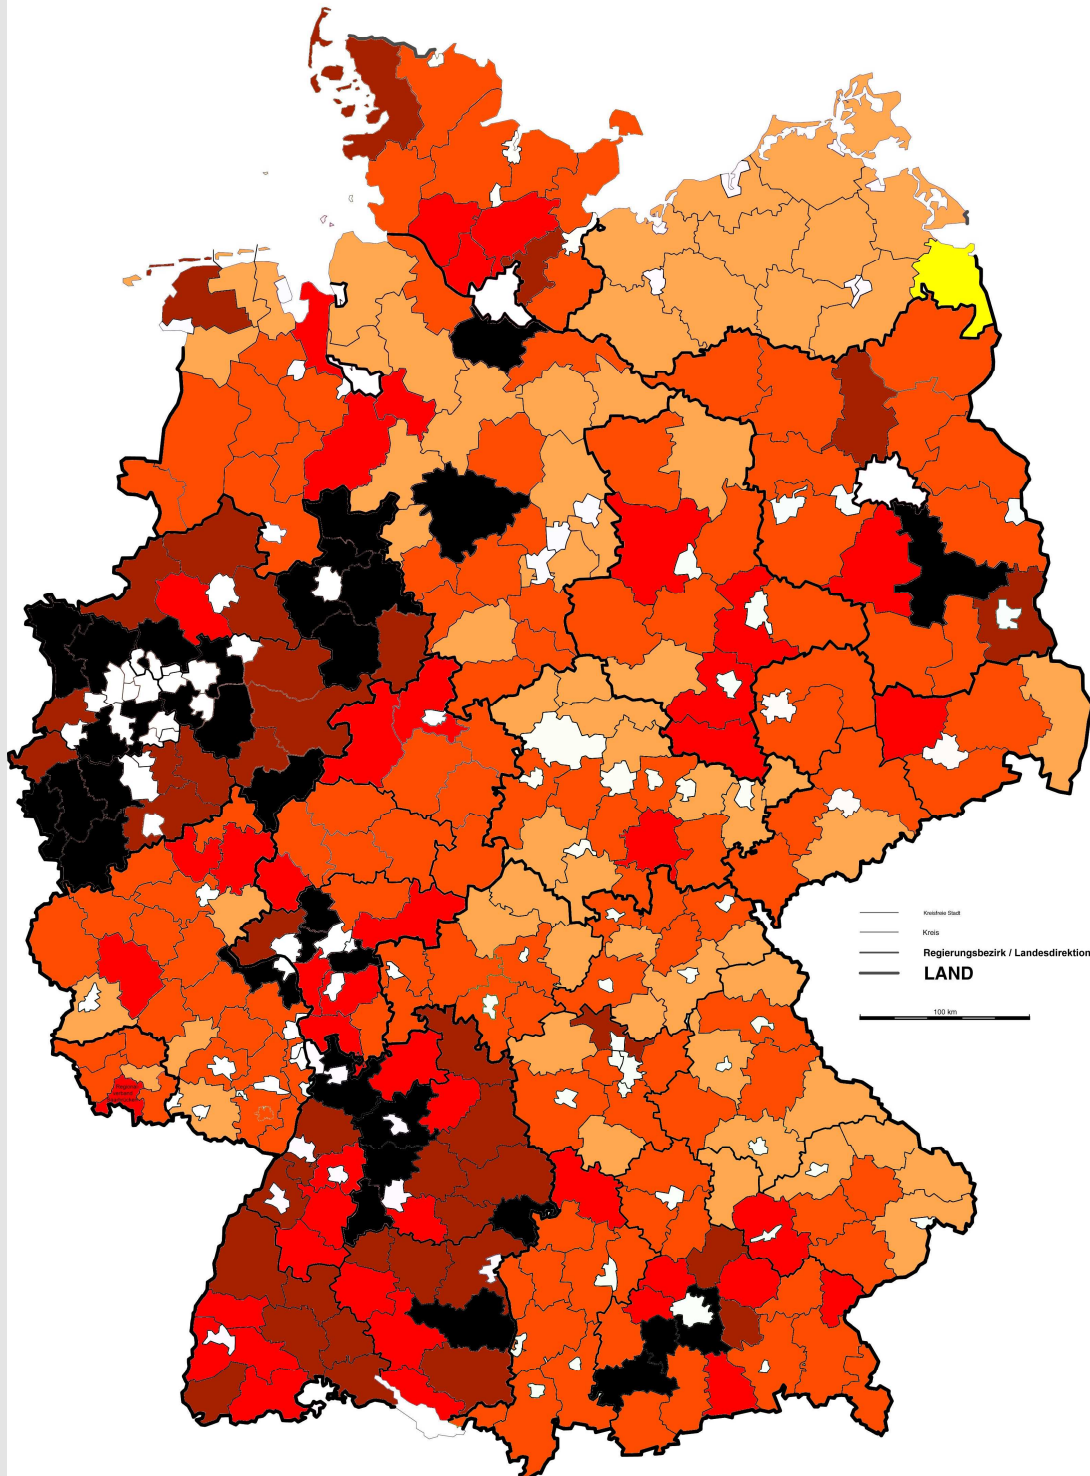 Kreisfreie Stadt
Kreis
Regierungsbezirk / Landesdirektion
LAND
100 km